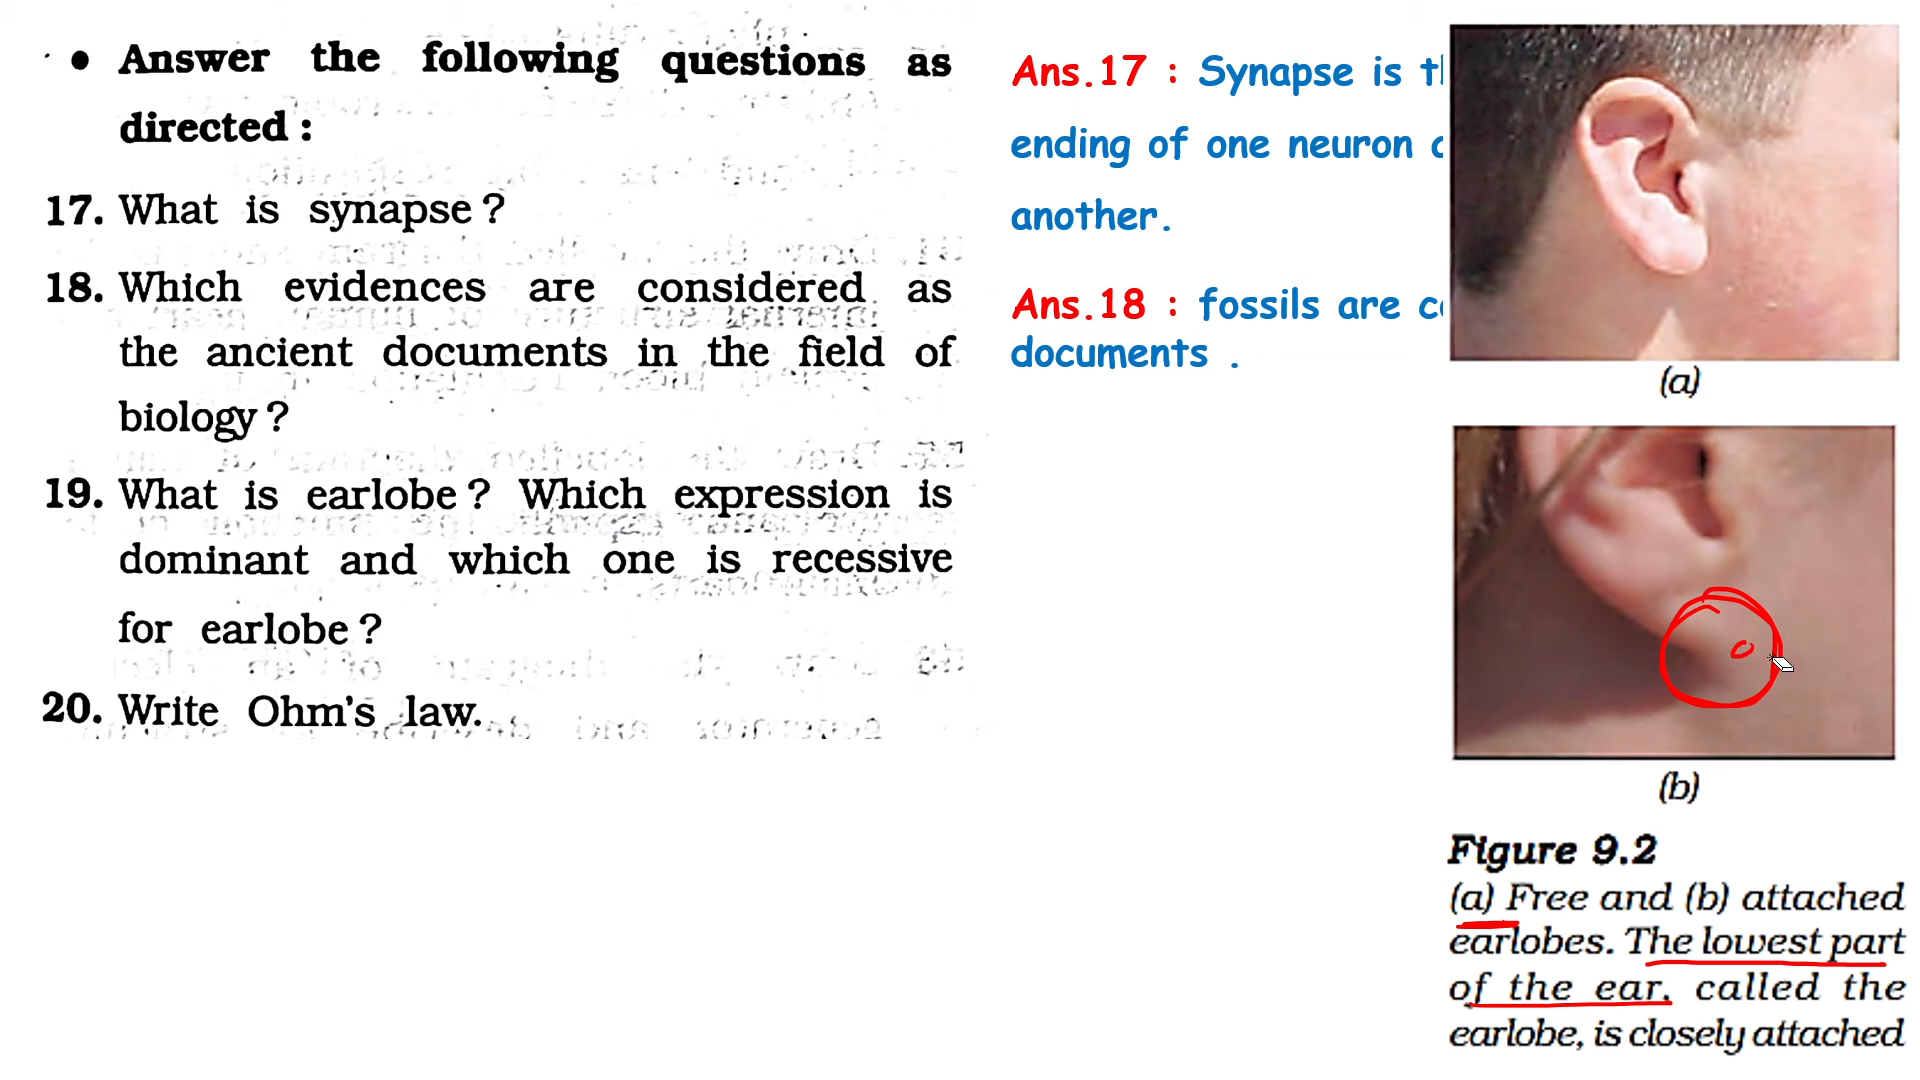 • Answer the following questions as
directed :
17. What is synapse ?
18. Which evidences are considered as
the ancient documents in the field of
biology ?
19. What is earlobe ? Which expression is
dominant and which one is recessive
for earlobe ?
20. Write Ohm's law.
Ans.17 : Synapse is
ending of one neuron
another.
Ans.18 : fossils are
documents .
(a)
(b)
Figure 9.2
(a) Free and (b) attached
earlobes. The lowest part
of the ear, called the
earlobe, is closely attached